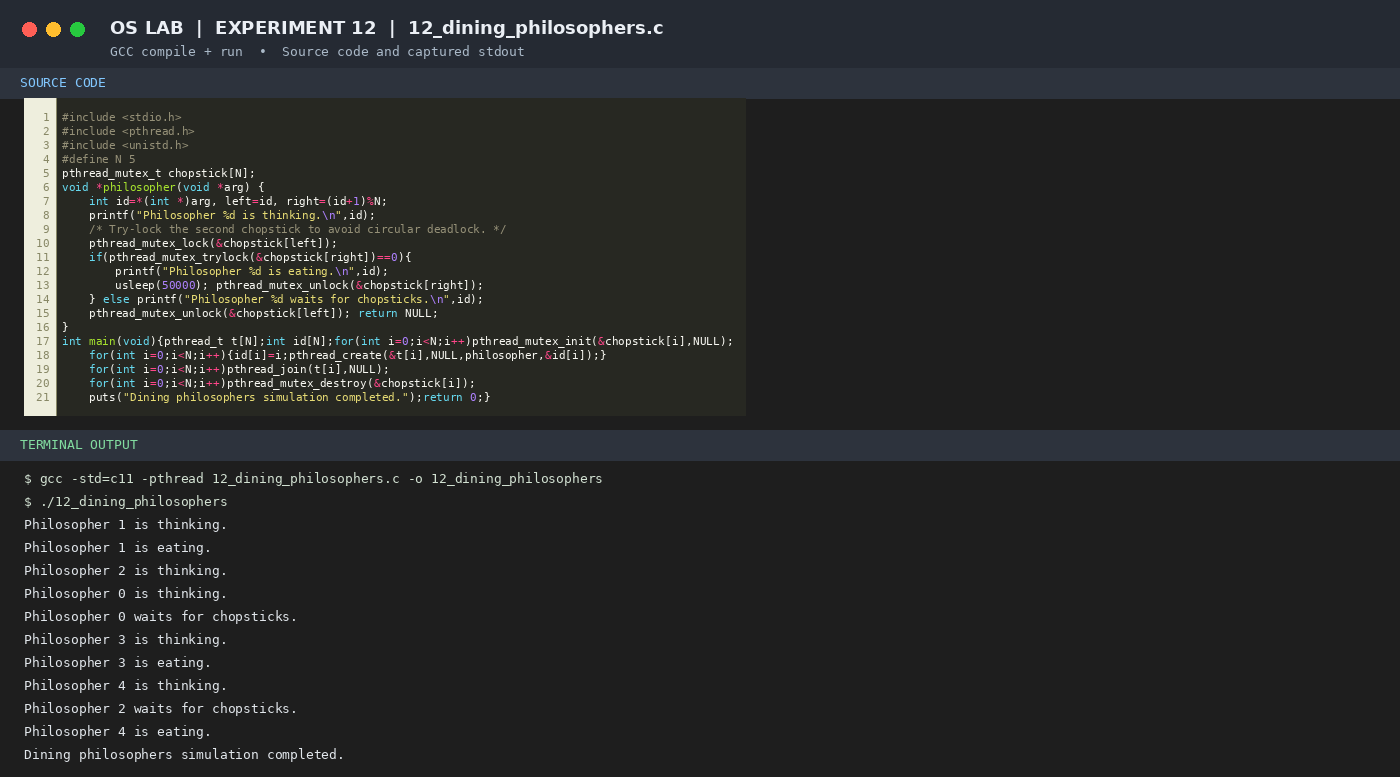 OS LAB | EXPERIMENT 12 | 12_dining_philosophers.c
GCC compile + run • Source code and captured stdout
SOURCE CODE
1 #include <stdio.h>
2 #include <pthread.h>
3 #include <unistd.h>
4 #define N 5
5 pthread_mutex_t chopstick[N];
6 void *philosopher(void *arg) {
7     int id=*(int *)arg, left=id, right=(id+1)%N;
8     printf("Philosopher %d is thinking.\n",id);
9     /* Try-lock the second chopstick to avoid circular deadlock. */
10     pthread_mutex_lock(&chopstick[left]);
11     if(pthread_mutex_trylock(&chopstick[right])==0){
12         printf("Philosopher %d is eating.\n",id);
13         usleep(50000); pthread_mutex_unlock(&chopstick[right]);
14     } else printf("Philosopher %d waits for chopsticks.\n",id);
15     pthread_mutex_unlock(&chopstick[left]); return NULL;
16 }
17 int main(void){pthread_t t[N];int id[N];for(int i=0;i<N;i++)pthread_mutex_init(&chopstick[i],NULL);
18     for(int i=0;i<N;i++){id[i]=i;pthread_create(&t[i],NULL,philosopher,&id[i]);}
19     for(int i=0;i<N;i++)pthread_join(t[i],NULL);
20     for(int i=0;i<N;i++)pthread_mutex_destroy(&chopstick[i]);
21     puts("Dining philosophers simulation completed.");return 0;}
TERMINAL OUTPUT
$ gcc -std=c11 -pthread 12_dining_philosophers.c -o 12_dining_philosophers
$ ./12_dining_philosophers
Philosopher 1 is thinking.
Philosopher 1 is eating.
Philosopher 2 is thinking.
Philosopher 0 is thinking.
Philosopher 0 waits for chopsticks.
Philosopher 3 is thinking.
Philosopher 3 is eating.
Philosopher 4 is thinking.
Philosopher 2 waits for chopsticks.
Philosopher 4 is eating.
Dining philosophers simulation completed.